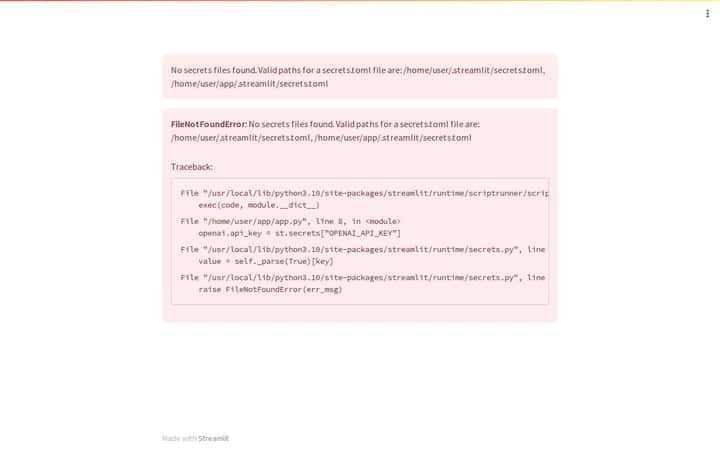 No secrets files found. Valid paths for a secrets.toml file are: /home/user/.streamlit/secrets.toml,
/home/user/app/.streamlit/secrets.toml
FileNotFoundError: No secrets files found. Valid paths for a secrets.toml file are:
/home/user/.streamlit/secrets.toml, /home/user/app/.streamlit/secrets.toml
Traceback:
File "/usr/local/lib/python3.10/site-packages/streamlit/runtime/scriptrunner/scrip
exec(code, module.__dict__)
File "/home/user/app/app.py", line 8, in <module>
openai.api_key = st.secrets["OPENAI_API_KEY"]
File "/usr/local/lib/python3.10/site-packages/streamlit/runtime/secrets.py", line
value = self._parse(True)[key]
File "/usr/local/lib/python3.10/site-packages/streamlit/runtime/secrets.py", line
raise FileNotFoundError(err_msg)
Made with Streamlit